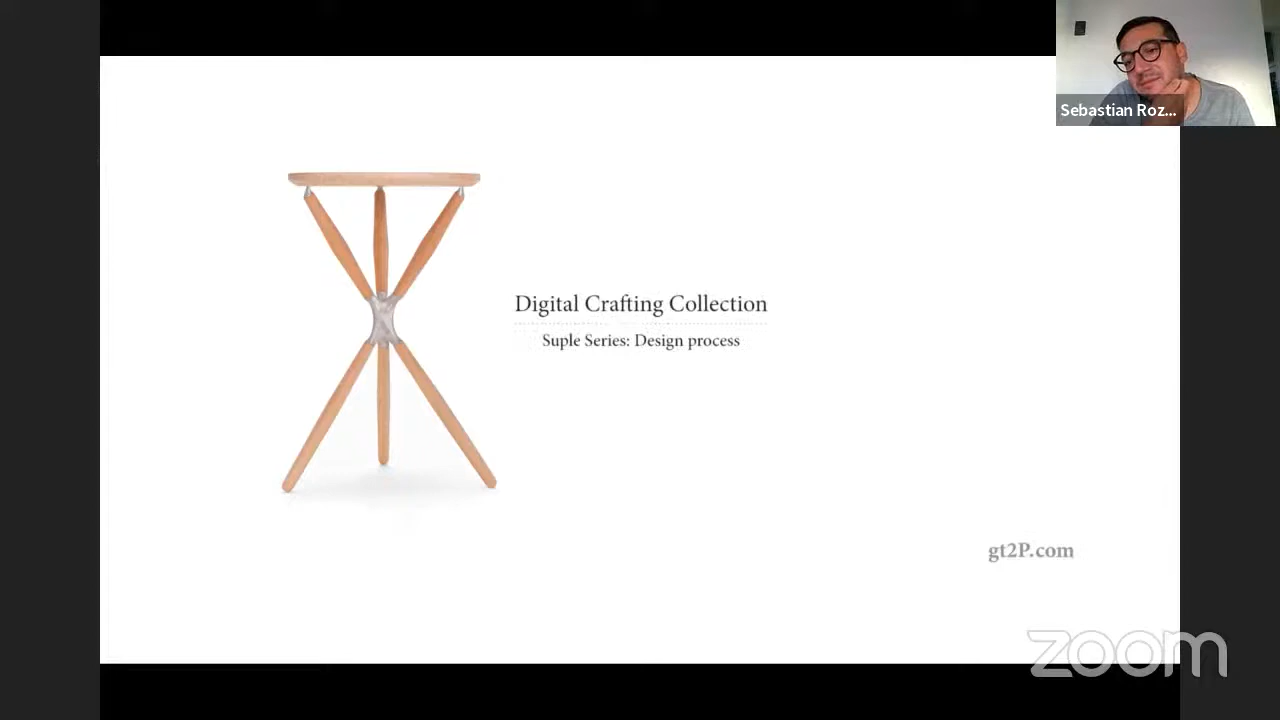 Sebastian Roz...
Digital Crafting Collection
Suple Series: Design process
gt2P.com
zoom